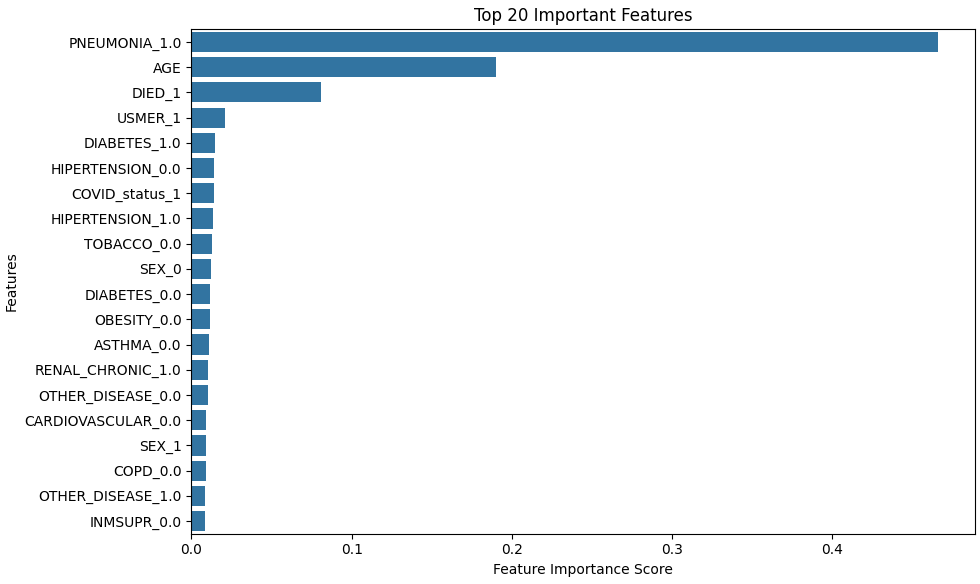 Top 20 Important Features
PNEUMONIA_1.0
AGE
DIED_1
USMER_1
DIABETES_1.0
HIPERTENSION_0.0
COVID_status_1
HIPERTENSION_1.0
TOBACCO_0.0
SEX_0
DIABETES_0.0
OBESITY_0.0
ASTHMA_0.0
RENAL_CHRONIC_1.0
OTHER_DISEASE_0.0
CARDIOVASCULAR_0.0
SEX_1
COPD_0.0
OTHER_DISEASE_1.0
INMSUPR_0.0
Features
0.0 0.1 0.2 0.3 0.4
Feature Importance Score